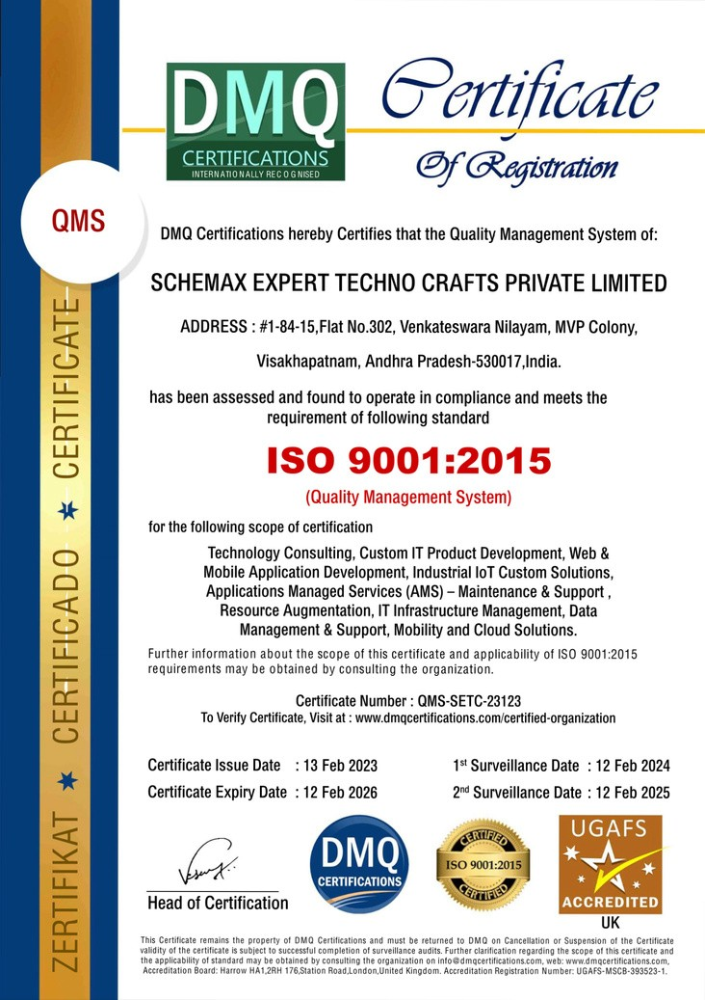 DMQ
CERTIFICATIONS
INTERNATIONALLY RECOGNISED
Certificate
Of Registration
QMS
DMQ Certifications hereby Certifies that the Quality Management System of:
SCHEMAX EXPERT TECHNO CRAFTS PRIVATE LIMITED
ADDRESS : #1-84-15,Flat No.302, Venkateswara Nilayam, MVP Colony,
Visakhapatnam, Andhra Pradesh-530017,India.
has been assessed and found to operate in compliance and meets the
requirement of following standard
ISO 9001:2015
(Quality Management System)
for the following scope of certification
Technology Consulting, Custom IT Product Development, Web &
Mobile Application Development, Industrial IoT Custom Solutions,
Applications Managed Services (AMS) – Maintenance & Support ,
Resource Augmentation, IT Infrastructure Management, Data
Management & Support, Mobility and Cloud Solutions.
Further information about the scope of this certificate and applicability of ISO 9001:2015
requirements may be obtained by consulting the organization.
Certificate Number : QMS-SETC-23123
To Verify Certificate, Visit at : www.dmqcertifications.com/certified-organization
Certificate Issue Date : 13 Feb 2023
1st Surveillance Date : 12 Feb 2024
Certificate Expiry Date : 12 Feb 2026
2nd Surveillance Date : 12 Feb 2025
Head of Certification
DMQ
CERTIFICATIONS
CERTIFIED
ISO 9001:2015
CERTIFIED
UGAFS
ACCREDITED
UK
This Certificate remains the property of DMQ Certifications and must be returned to DMQ on Cancellation or Suspension of the Certificate
validity of the certificate is subject to successful completion of surveillance audits. Further clarification regarding the scope of this certificate and
the applicability of standard may be obtained by consulting the organization on info@dmqcertifications.com, web: www.dmqcertifications.com,
Accreditation Board: Harrow HA1,2RH 176,Station Road,London,United Kingdom. Accreditation Registration Number: UGAFS-MSCB-393523-1.
ZERTIFIKAT ★ CERTIFICADO ★ CERTIFICATE